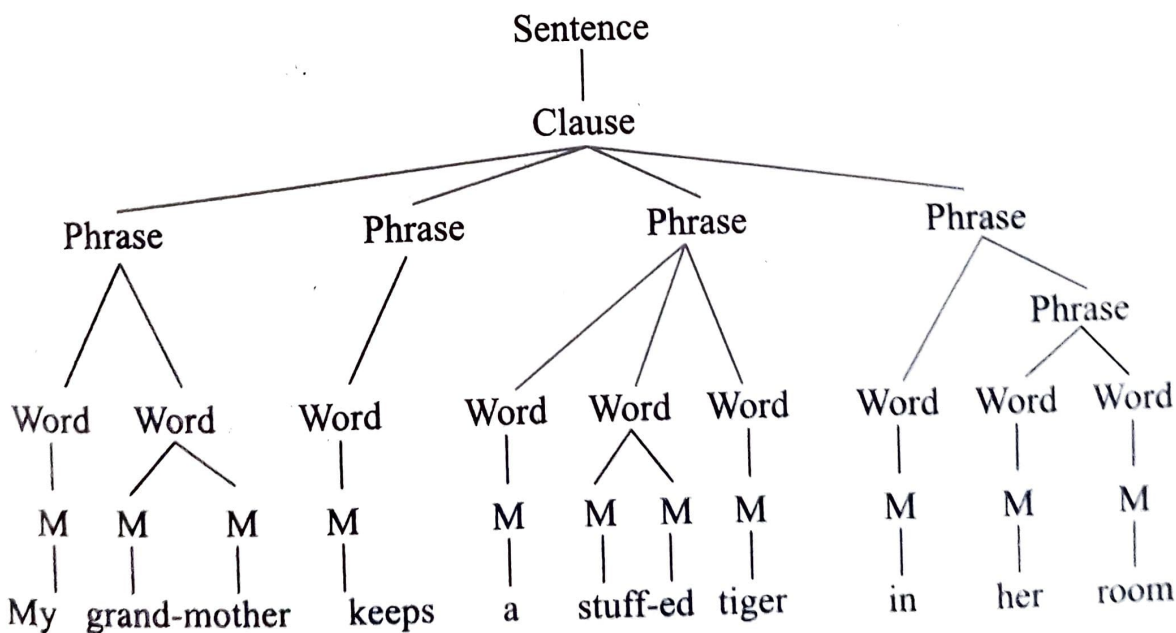 Sentence
Clause
Phrase Phrase Phrase Phrase
Phrase
Word Word Word Word Word Word Word Word Word
M M M M M M M M M M M
My grand-mother keeps a stuff-ed tiger in her room